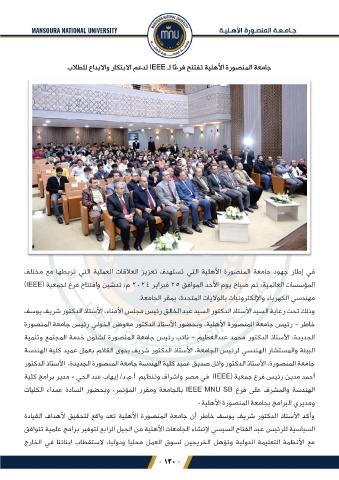 MANSOURA NATIONAL UNIVERSITY
جامعة المنصورة الأهلية
جامعة المنصورة الأهلية تفتتح فرعًا لـ IEEE لدعم الابتكار والابداع للطلاب
في إطار جهود جامعة المنصورة الأهلية التي تستهدف تعزيز العلاقات العملية التي تربطها مع مختلف
المؤسسات العالمية؛ تم صباح يوم الأحد الموافق ٢٥ فبراير ٢٠٢٤ م، تدشين وافتتاح فرع لجمعية (IEEE)
مهندسي الكهرباء والإلكترونيات بالولايات المتحدة، بمقر الجامعة.
وذلك تحت رعاية السيد الأستاذ الدكتور السيد عبد الخالق رئيس مجلس الأمناء، الأستاذ الدكتور شريف يوسف
خاطر - رئيس جامعة المنصورة الأهلية، وبحضور الأستاذ الدكتور معوض الخولي رئيس جامعة المنصورة
الجديدة، الأستاذ الدكتور محمد عبدالعظيم - نائب رئيس جامعة المنصورة لشئون خدمة المجتمع وتنمية
البيئة والمستشار الهندسي لرئيس الجامعة، الأستاذ الدكتور شريف بدوى القائم بعمل عميد كلية الهندسة
جامعة المنصورة، الأستاذ الدكتور وائل صديق عميد كلية الهندسة جامعة المنصورة الجديدة، الأستاذ الدكتور
أحمد مدين رئيس فرع جمعية (IEEE) في مصر واشراف وتنظيم أ.م.د/ إيهاب عبد الحي - مدير برامج كلية
الهندسة والمشرف على فرع IEEE MNU SB بالجامعة ومقرر المؤتمر، وبحضور السادة عمداء الكليات
ومديري البرامج بجامعة المنصورة الأهلية.
وأكد الأستاذ الدكتور شريف يوسف خاطر أن جامعة المنصورة الأهلية تعد واقع لتحقيق لأهداف القيادة
السياسية للرئيس عبد الفتاح السيسي لإنشاء الجامعات الأهلية من الجيل الرابع لتوفير برامج علمية تتوافق
مع الأنظمة التعليمية الدولية وتؤهل الخريجين لسوق العمل محليا ودوليا، لإستقطاب ابنائنا في الخارج
- ١٣٠ -